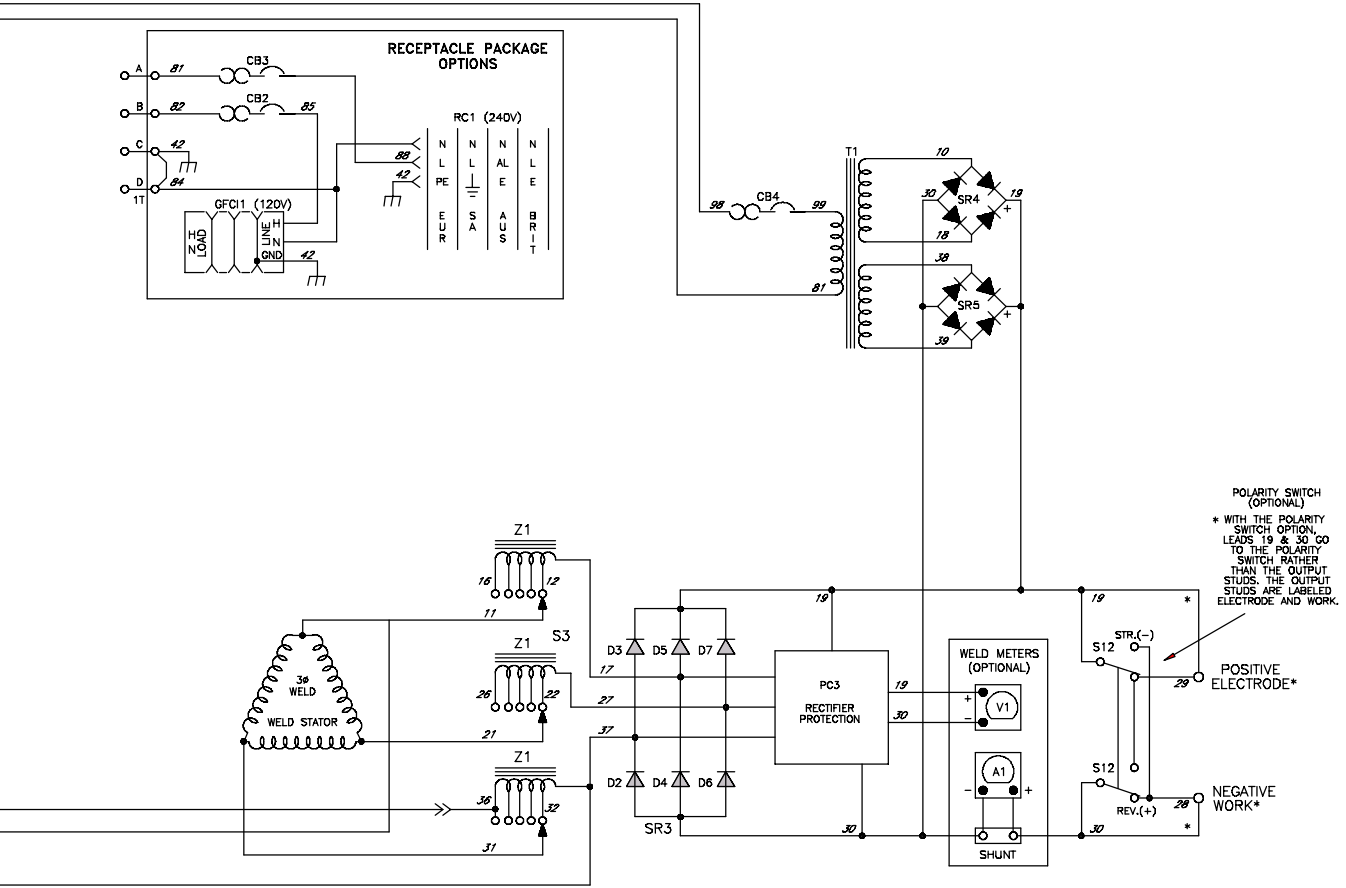 RECEPTACLE PACKAGE
OPTIONS
A 81 CB3
B 82 CB2 85
C 42
D 84
1T
GFCI1 (120V)
H
N
LOAD
LINE
H
N
GND 42
RC1 (240V)
88
42
N N N N
L L AL L
PE E E
EUR SA AUS BRIT
98 CB4 99
81
T1
10
30 SR4 19
+
18
38
SR5
+
39
POLARITY SWITCH
(OPTIONAL)
* WITH THE POLARITY
SWITCH OPTION,
LEADS 19 & 30 GO
TO THE POLARITY
SWITCH RATHER
THAN THE OUTPUT
STUDS. THE OUTPUT
STUDS ARE LABELED
ELECTRODE AND WORK.
Z1
16 12
11
S3
Z1
26 22
21
Z1
36 32
31
3ø
WELD
WELD STATOR
17
27
37
D3 D5 D7
D2 D4 D6
SR3
19
PC3
RECTIFIER
PROTECTION
19
30
30
WELD METERS
(OPTIONAL)
+
-
V1
A1
- +
SHUNT
19
*
STR.(-)
S12
29
POSITIVE
ELECTRODE*
S12
REV.(+)
28
NEGATIVE
WORK*
30
*